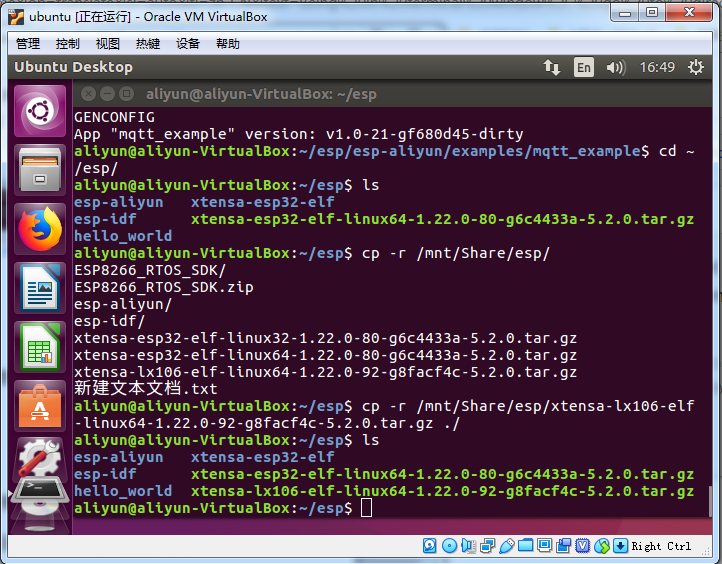 ubuntu [正在运行] - Oracle VM VirtualBox
管理 控制 视图 热键 设备 帮助
Ubuntu Desktop En 16:49
aliyun@aliyun-VirtualBox: ~/esp
GENCONFIG
App "mqtt_example" version: v1.0-21-gf680d45-dirty
aliyun@aliyun-VirtualBox:~/esp/esp-aliyun/examples/mqtt_example$ cd ~
/esp/
aliyun@aliyun-VirtualBox:~/esp$ ls
esp-aliyun xtensa-esp32-elf
esp-idf xtensa-esp32-elf-linux64-1.22.0-80-g6c4433a-5.2.0.tar.gz
hello_world
aliyun@aliyun-VirtualBox:~/esp$ cp -r /mnt/Share/esp/
ESP8266_RTOS_SDK/
ESP8266_RTOS_SDK.zip
esp-aliyun/
esp-idf/
xtensa-esp32-elf-linux32-1.22.0-80-g6c4433a-5.2.0.tar.gz
xtensa-esp32-elf-linux64-1.22.0-80-g6c4433a-5.2.0.tar.gz
xtensa-lx106-elf-linux64-1.22.0-92-g8facf4c-5.2.0.tar.gz
新建文本文档.txt
aliyun@aliyun-VirtualBox:~/esp$ cp -r /mnt/Share/esp/xtensa-lx106-elf
-linux64-1.22.0-92-g8facf4c-5.2.0.tar.gz ./
aliyun@aliyun-VirtualBox:~/esp$ ls
esp-aliyun xtensa-esp32-elf
esp-idf xtensa-esp32-elf-linux64-1.22.0-80-g6c4433a-5.2.0.tar.gz
hello_world xtensa-lx106-elf-linux64-1.22.0-92-g8facf4c-5.2.0.tar.gz
aliyun@aliyun-VirtualBox:~/esp$
Right Ctrl